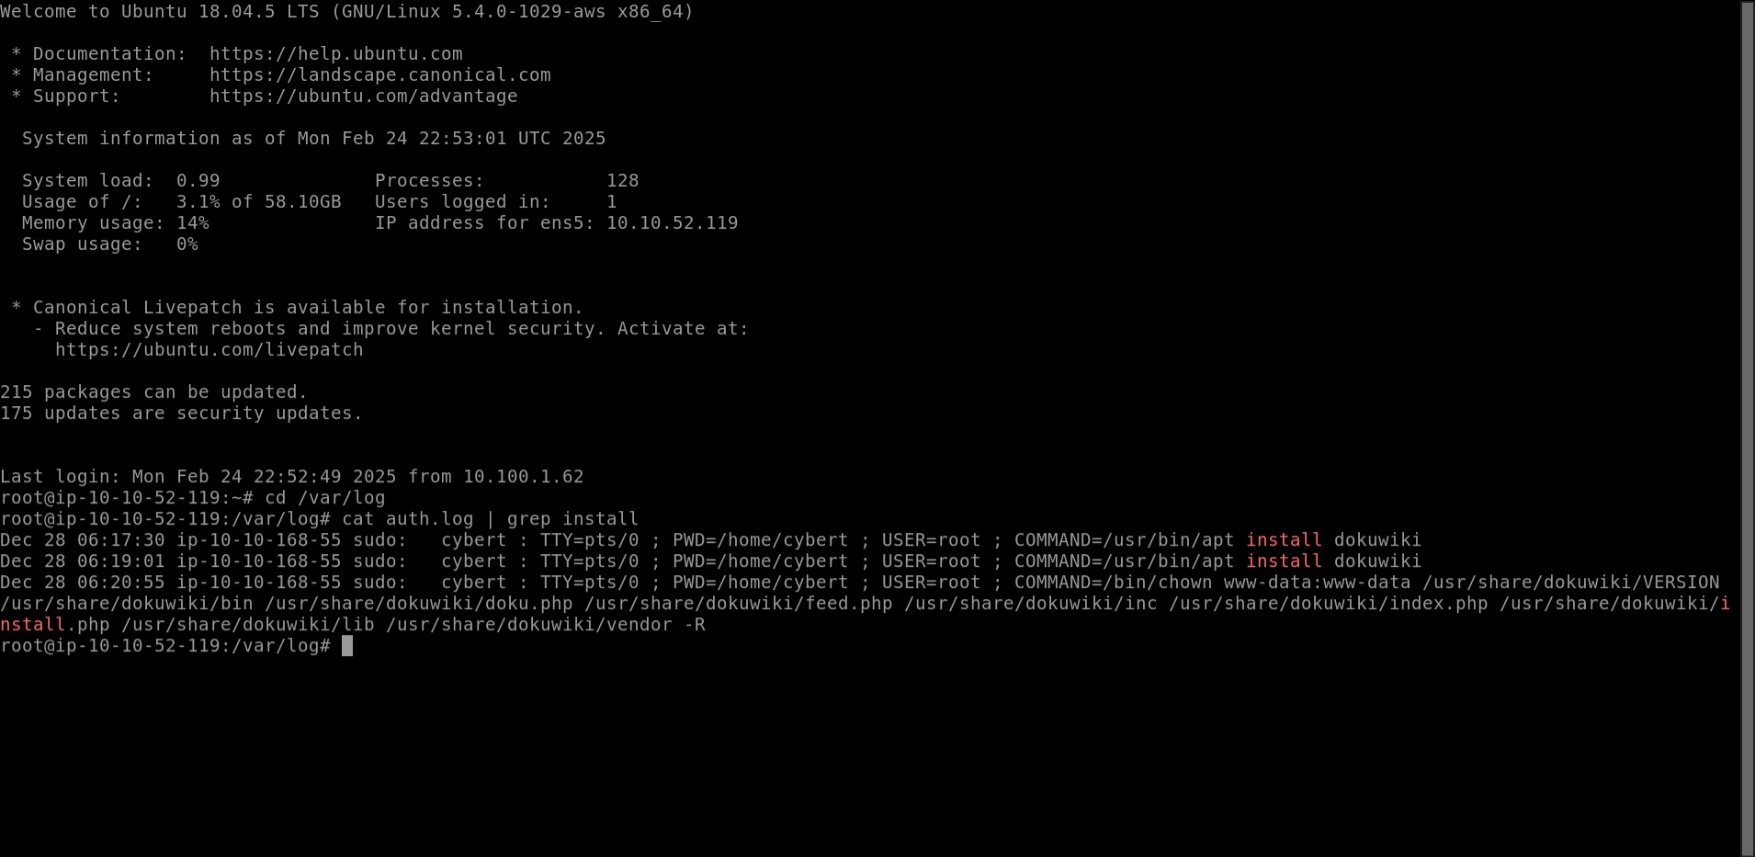 Welcome to Ubuntu 18.04.5 LTS (GNU/Linux 5.4.0-1029-aws x86_64)

 * Documentation:  https://help.ubuntu.com
 * Management:     https://landscape.canonical.com
 * Support:        https://ubuntu.com/advantage

  System information as of Mon Feb 24 22:53:01 UTC 2025

  System load:  0.99              Processes:           128
  Usage of /:   3.1% of 58.10GB   Users logged in:     1
  Memory usage: 14%               IP address for ens5: 10.10.52.119
  Swap usage:   0%

 * Canonical Livepatch is available for installation.
   - Reduce system reboots and improve kernel security. Activate at:
     https://ubuntu.com/livepatch

215 packages can be updated.
175 updates are security updates.

Last login: Mon Feb 24 22:52:49 2025 from 10.100.1.62
root@ip-10-10-52-119:~# cd /var/log
root@ip-10-10-52-119:/var/log# cat auth.log | grep install
Dec 28 06:17:30 ip-10-10-168-55 sudo:   cybert : TTY=pts/0 ; PWD=/home/cybert ; USER=root ; COMMAND=/usr/bin/apt install dokuwiki
Dec 28 06:19:01 ip-10-10-168-55 sudo:   cybert : TTY=pts/0 ; PWD=/home/cybert ; USER=root ; COMMAND=/usr/bin/apt install dokuwiki
Dec 28 06:20:55 ip-10-10-168-55 sudo:   cybert : TTY=pts/0 ; PWD=/home/cybert ; USER=root ; COMMAND=/bin/chown www-data:www-data /usr/share/dokuwiki/VERSION
/usr/share/dokuwiki/bin /usr/share/dokuwiki/doku.php /usr/share/dokuwiki/feed.php /usr/share/dokuwiki/inc /usr/share/dokuwiki/index.php /usr/share/dokuwiki/i
nstall.php /usr/share/dokuwiki/lib /usr/share/dokuwiki/vendor -R
root@ip-10-10-52-119:/var/log#